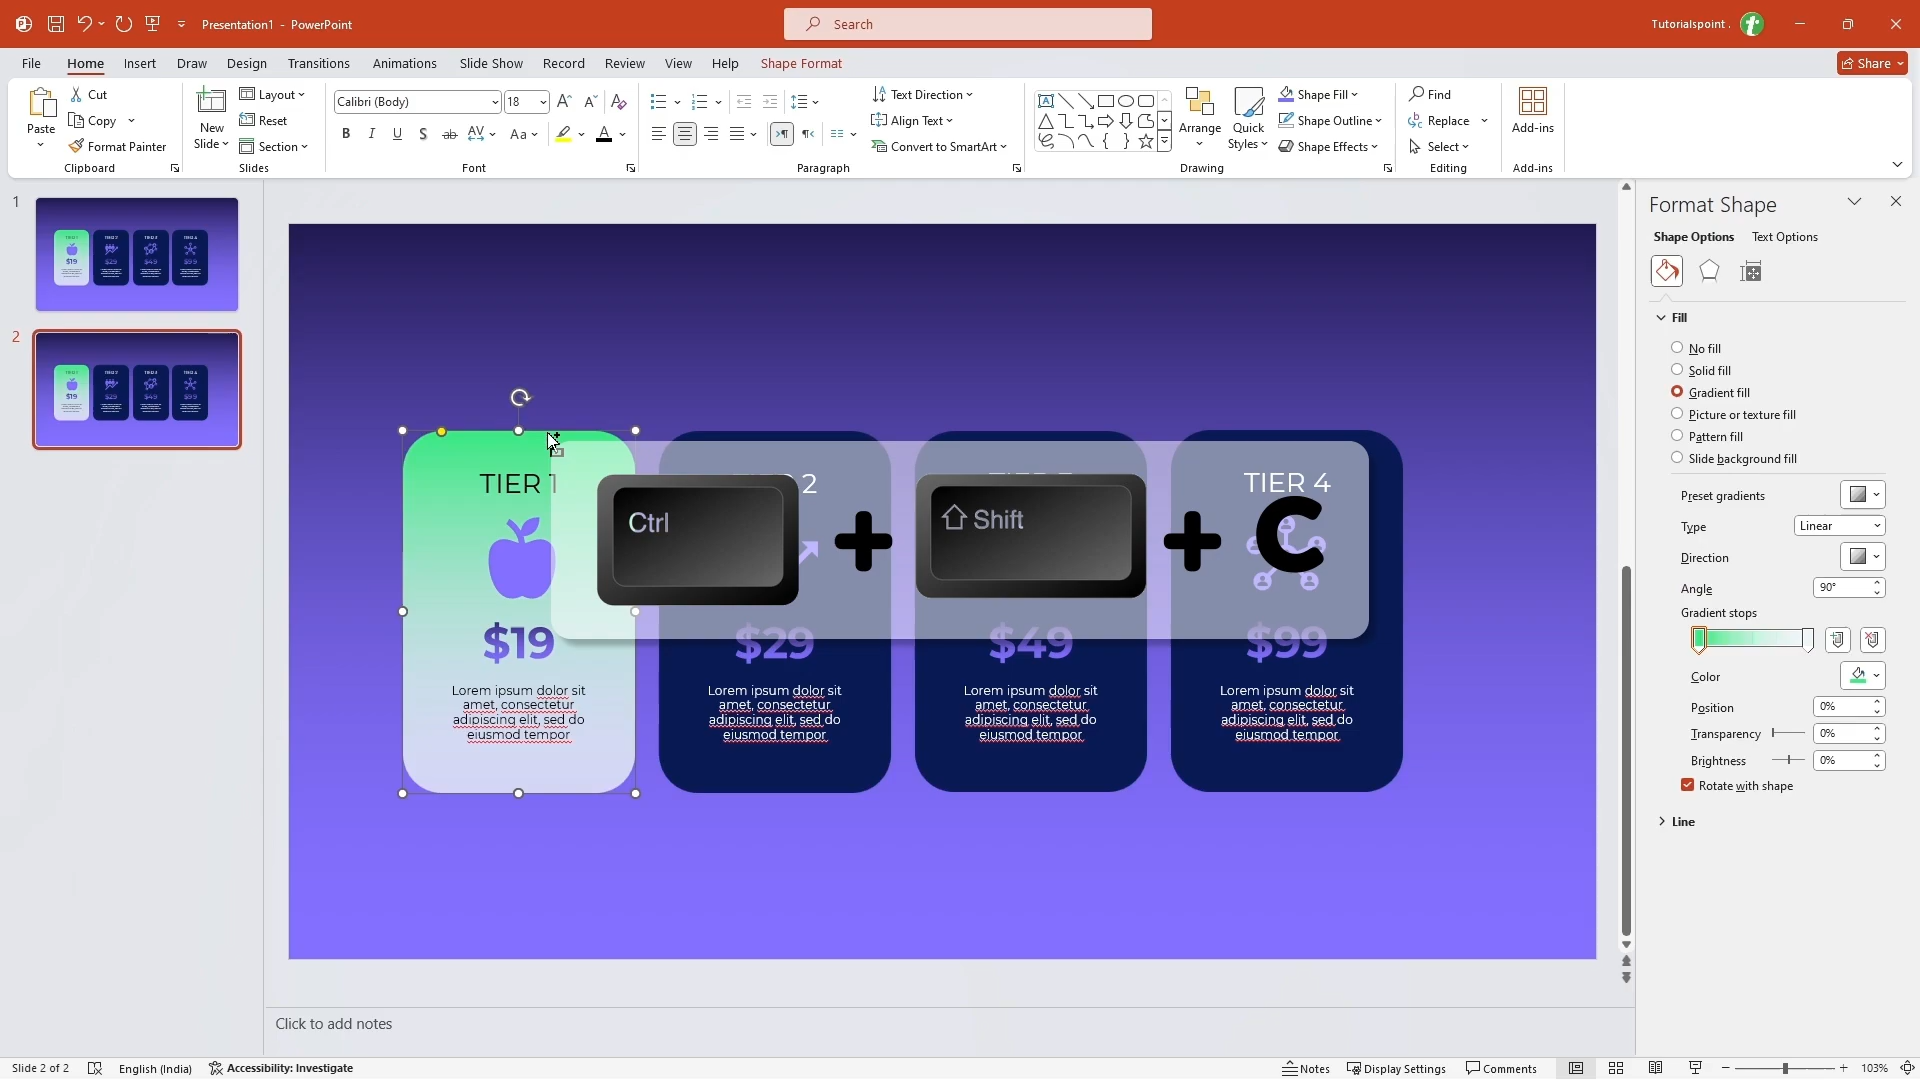 Presentation1 - PowerPoint
Search
Tutorialspoint .
File Home Insert Draw Design Transitions Animations Slide Show Record Review View Help Shape Format
Share
Paste
Cut
Copy
Format Painter
Clipboard
New Slide
Layout
Reset
Section
Slides
Calibri (Body) 18
Font
Text Direction
Align Text
Convert to SmartArt
Paragraph
Arrange
Quick Styles
Shape Fill
Shape Outline
Shape Effects
Drawing
Find
Replace
Select
Editing
Add-ins
Add-ins
1
2
TIER 1
$19
Lorem ipsum dolor sit
amet, consectetur
adipiscing elit, sed do
eiusmod tempor
2
$29
Lorem ipsum dolor sit
amet, consectetur
adipiscing elit, sed do
eiusmod tempor
$49
Lorem ipsum dolor sit
amet, consectetur
adipiscing elit, sed do
eiusmod tempor
TIER 4
$99
Lorem ipsum dolor sit
amet, consectetur
adipiscing elit, sed do
eiusmod tempor
Ctrl + Shift + C
Format Shape
Shape Options Text Options
Fill
No fill
Solid fill
Gradient fill
Picture or texture fill
Pattern fill
Slide background fill
Preset gradients
Type Linear
Direction
Angle 90°
Gradient stops
Color
Position 0%
Transparency 0%
Brightness 0%
Rotate with shape
Line
Click to add notes
Slide 2 of 2 English (India) Accessibility: Investigate
Notes Display Settings Comments 103%